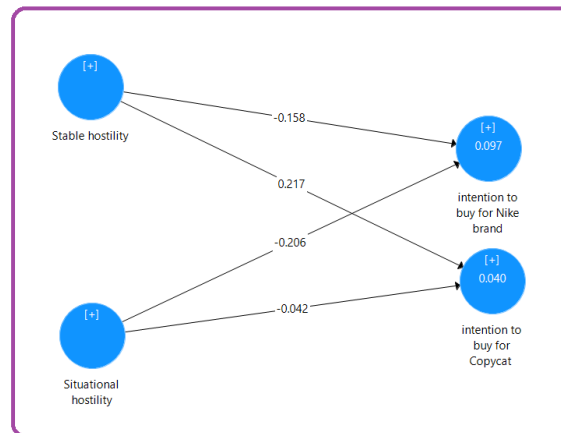 [+]
Stable hostility
-0.158
[+]
0.097
intention to
buy for Nike
brand
0.217
-0.206
[+]
0.040
intention to
buy for
Copycat
-0.042
[+]
Situational
hostility